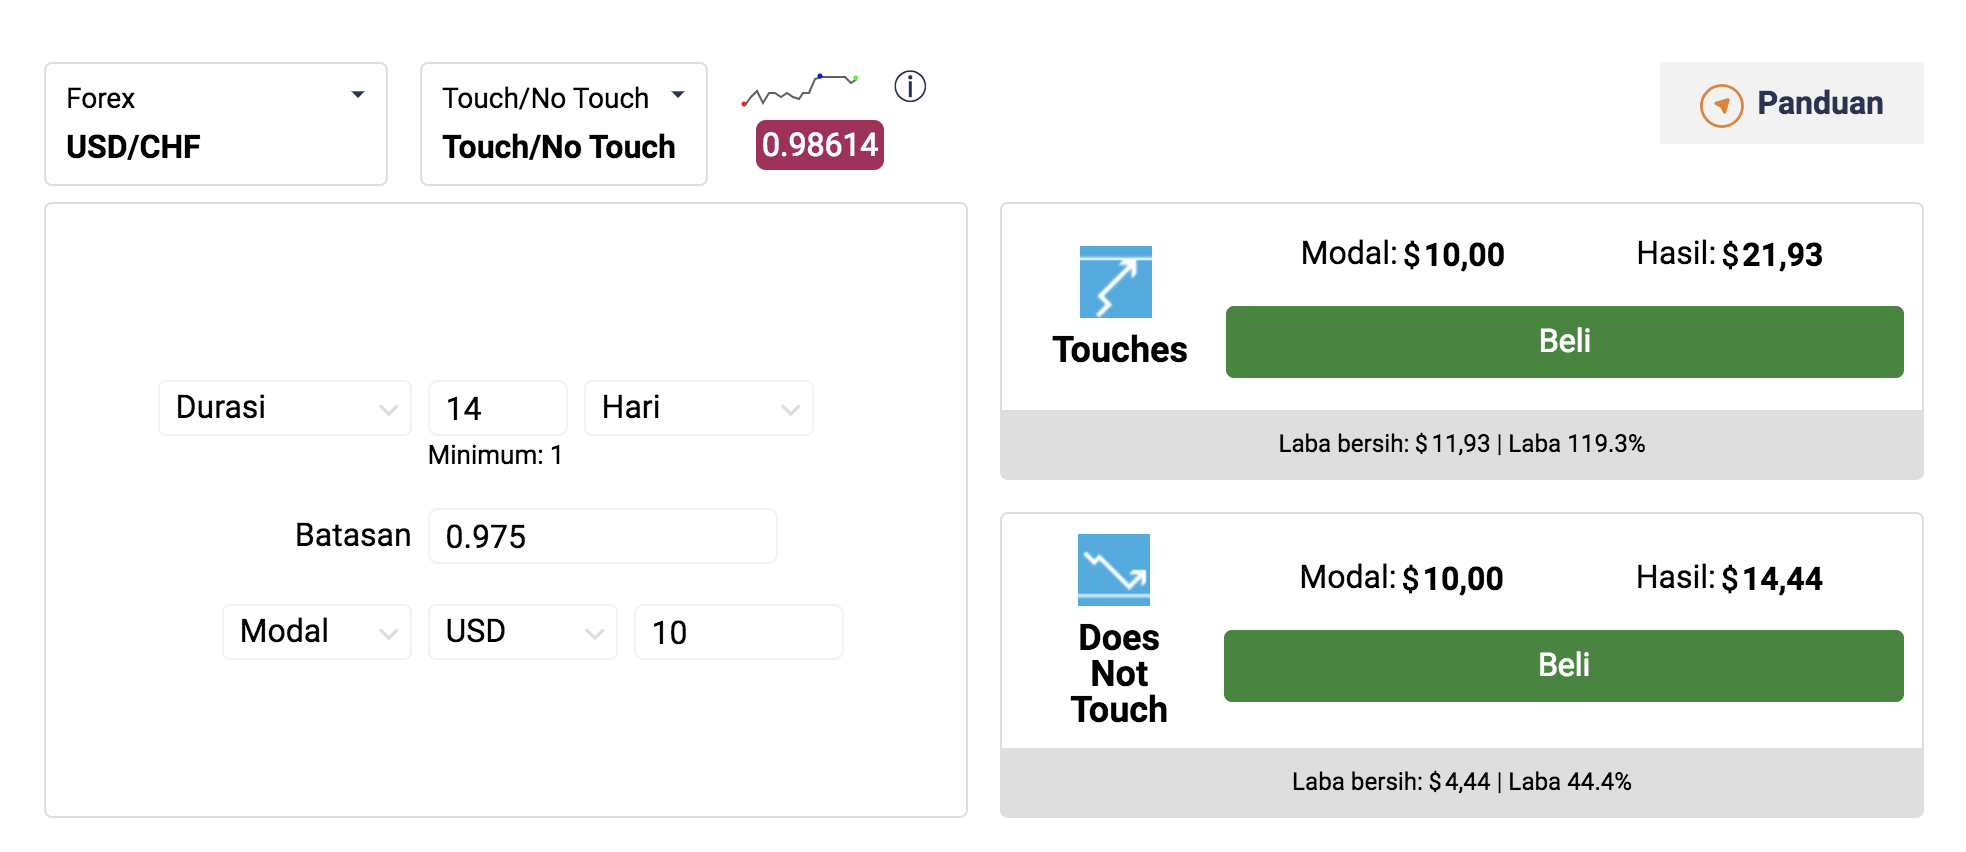 Forex
USD/CHF
Touch/No Touch
Touch/No Touch
0.98614
Panduan
Durasi 14 Hari
Minimum: 1
Batasan 0.975
Modal USD 10
Modal: $10,00 Hasil: $21,93
Beli
Touches
Laba bersih: $11,93 | Laba 119.3%
Modal: $10,00 Hasil: $14,44
Beli
Does
Not
Touch
Laba bersih: $4,44 | Laba 44.4%